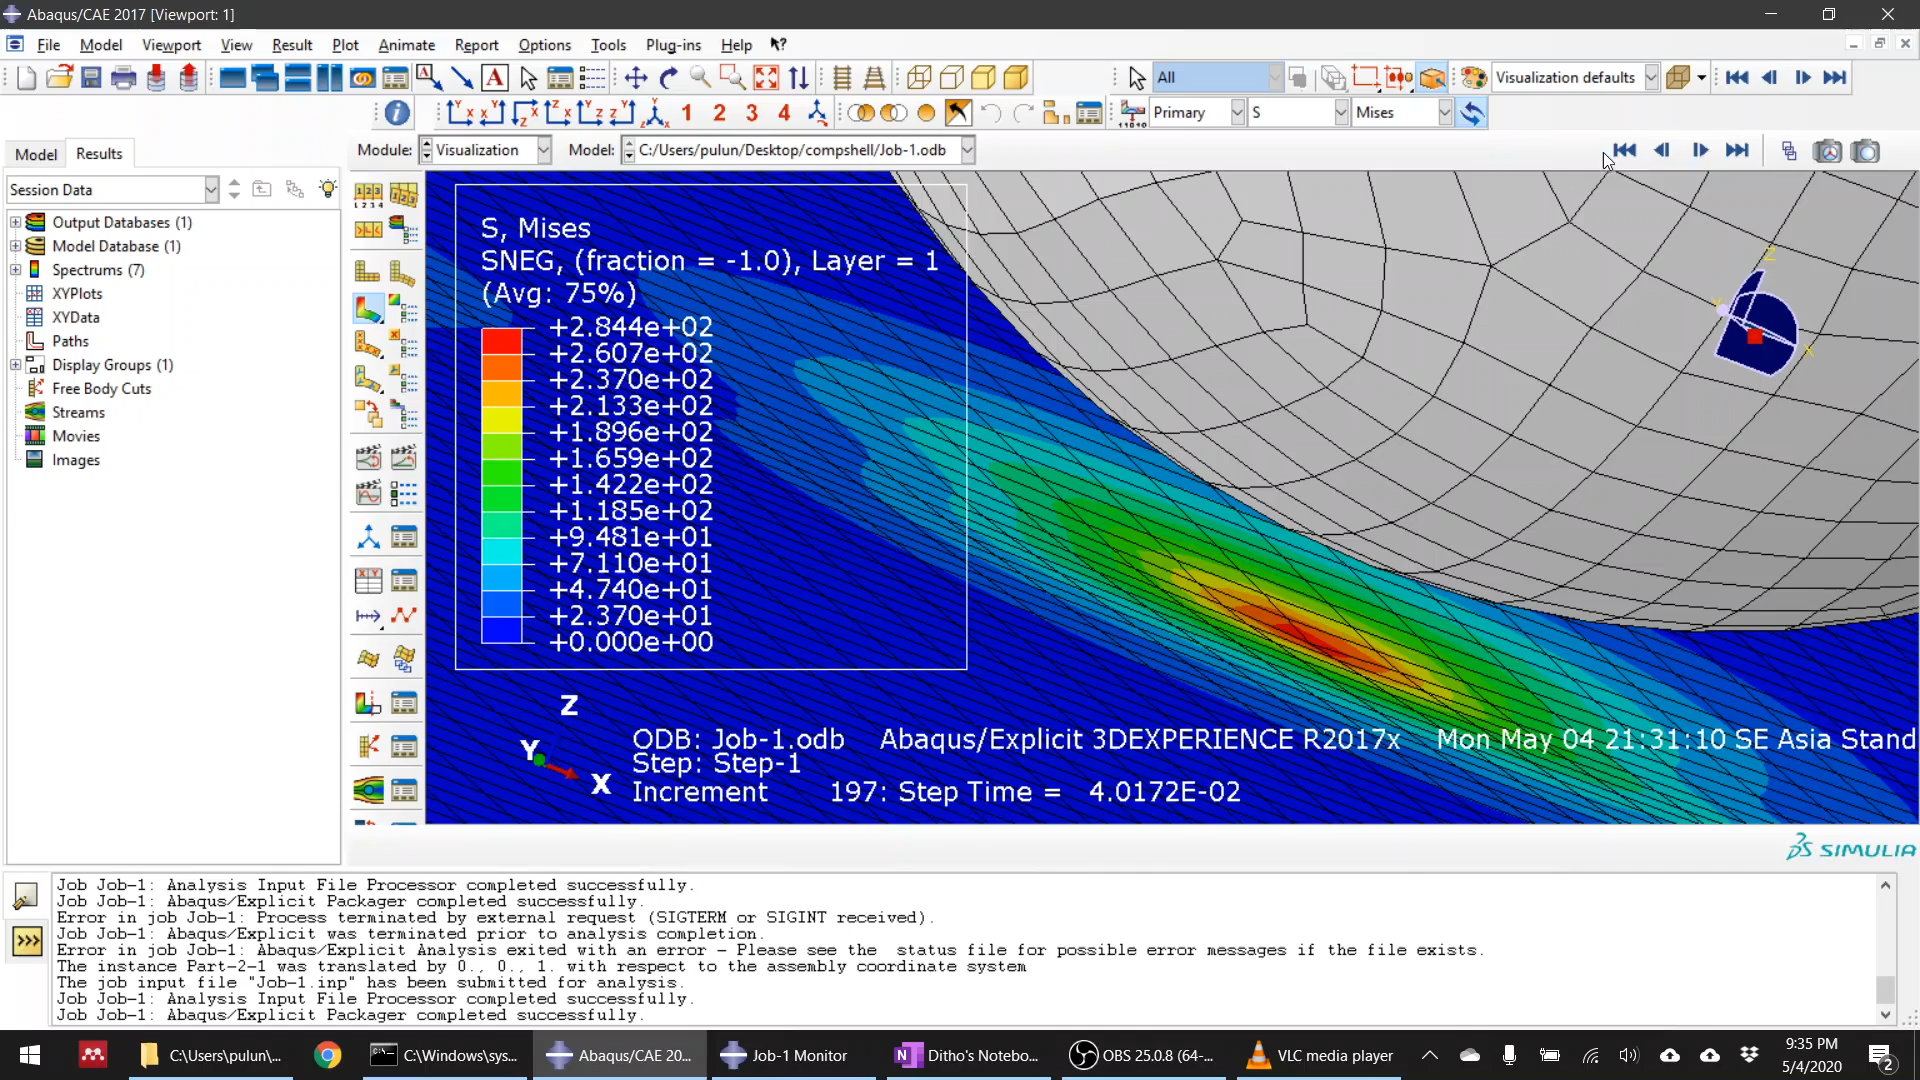 Abaqus/CAE 2017 [Viewport: 1]
File Model Viewport View Result Plot Animate Report Options Tools Plug-ins Help
All
Visualization defaults
1 2 3 4
Primary
S
Mises
Model Results
Module: Visualization Model: C:/Users/pulun/Desktop/compshell/Job-1.odb
Session Data
Output Databases (1)
Model Database (1)
Spectrums (7)
XYPlots
XYData
Paths
Display Groups (1)
Free Body Cuts
Streams
Movies
Images
S, Mises
SNEG, (fraction = -1.0), Layer = 1
(Avg: 75%)
+2.844e+02
+2.607e+02
+2.370e+02
+2.133e+02
+1.896e+02
+1.659e+02
+1.422e+02
+1.185e+02
+9.481e+01
+7.110e+01
+4.740e+01
+2.370e+01
+0.000e+00
Z
Y
X
Z
X
ODB: Job-1.odb Abaqus/Explicit 3DEXPERIENCE R2017x Mon May 04 21:31:10 SE Asia Stand
Step: Step-1
Increment 197: Step Time = 4.0172E-02
SIMULIA
Job Job-1: Analysis Input File Processor completed successfully.
Job Job-1: Abaqus/Explicit Packager completed successfully.
Error in job Job-1: Process terminated by external request (SIGTERM or SIGINT received).
Job Job-1: Abaqus/Explicit was terminated prior to analysis completion.
Error in job Job-1: Abaqus/Explicit Analysis exited with an error - Please see the status file for possible error messages if the file exists.
The instance Part-2-1 was translated by 0., 0., 1. with respect to the assembly coordinate system
The job input file "Job-1.inp" has been submitted for analysis.
Job Job-1: Analysis Input File Processor completed successfully.
Job Job-1: Abaqus/Explicit Packager completed successfully.
C:\Users\pulun\...
C:\Windows\sys...
Abaqus/CAE 20...
Job-1 Monitor
Ditho's Notebo...
OBS 25.0.8 (64-...
VLC media player
9:35 PM
5/4/2020
2